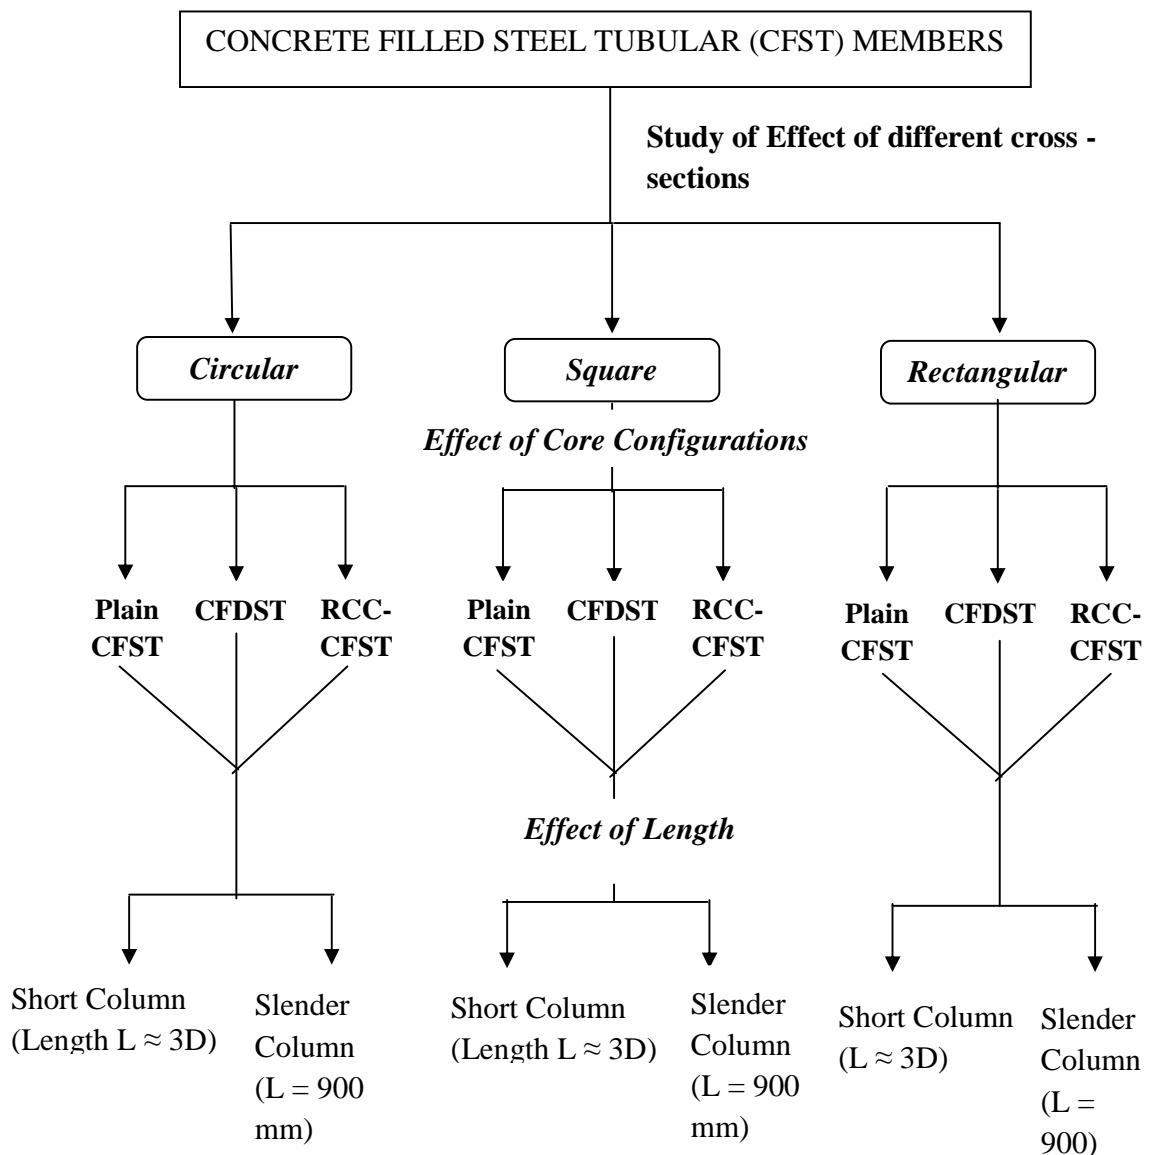 CONCRETE FILLED STEEL TUBULAR (CFST) MEMBERS
Study of Effect of different cross -
sections
Circular
Square
Rectangular
Effect of Core Configurations
Plain
CFST
CFDST
RCC-
CFST
Plain
CFST
CFDST
RCC-
CFST
Plain
CFST
CFDST
RCC-
CFST
Effect of Length
Short Column
(Length L ≈ 3D)
Slender
Column
(L = 900
mm)
Short Column
(Length L ≈ 3D)
Slender
Column
(L = 900
mm)
Short Column
(L ≈ 3D)
Slender
Column
(L =
900)